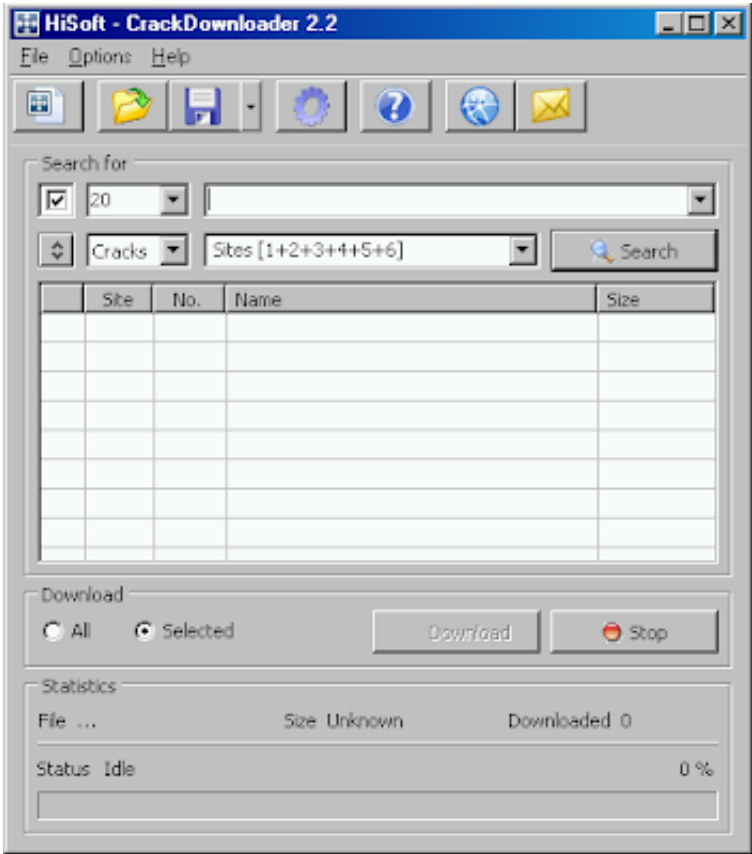 HiSoft - CrackDownloader 2.2
File Options Help
Search for
20
Cracks Sites [1+2+3+4+5+6] Search
Site No. Name Size
Download
All Selected Download Stop
Statistics
File ... Size Unknown Downloaded 0
Status Idle 0 %